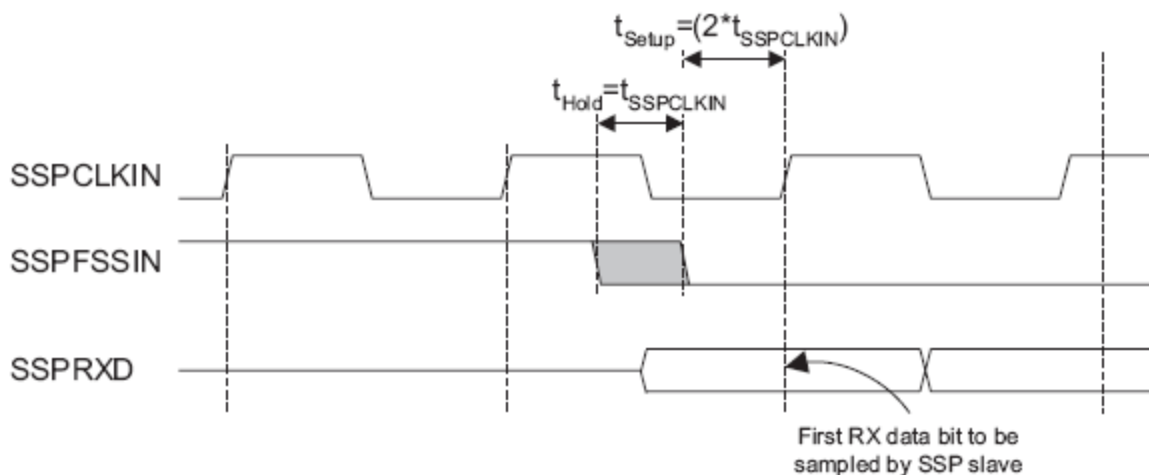 tSetup=(2*tSSPCLKIN)
tHold=tSSPCLKIN
SSPCLKIN
SSPFSSIN
SSPRXD
First RX data bit to be
sampled by SSP slave